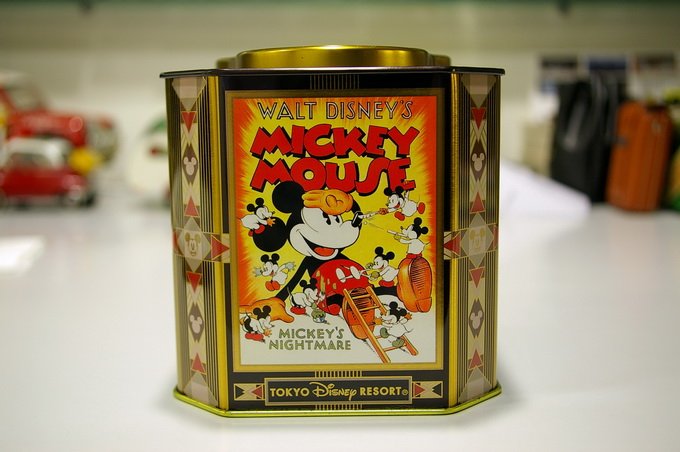 WALT DISNEY'S
MICKEY
MOUSE
MICKEY'S
NIGHTMARE
TOKYO Disney RESORT®